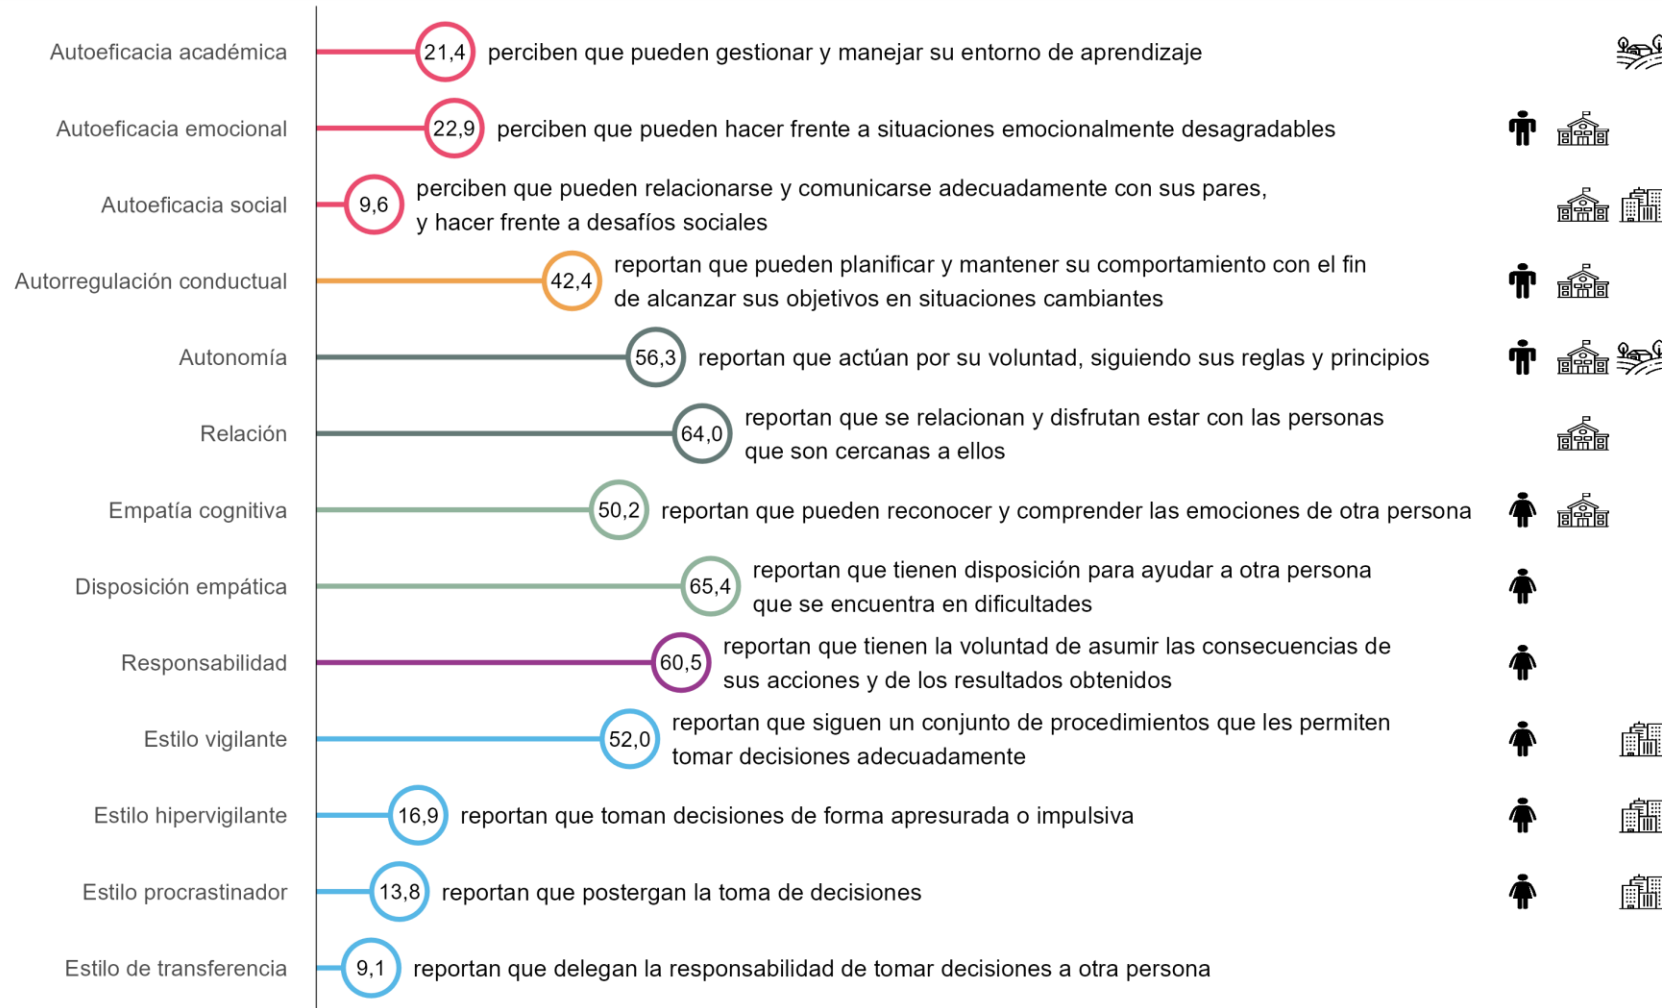 Autoeficacia académica
21,4
perciben que pueden gestionar y manejar su entorno de aprendizaje
Autoeficacia emocional
22,9
perciben que pueden hacer frente a situaciones emocionalmente desagradables
Autoeficacia social
9,6
perciben que pueden relacionarse y comunicarse adecuadamente con sus pares,
y hacer frente a desafíos sociales
Autorregulación conductual
42,4
reportan que pueden planificar y mantener su comportamiento con el fin
de alcanzar sus objetivos en situaciones cambiantes
Autonomía
56,3
reportan que actúan por su voluntad, siguiendo sus reglas y principios
Relación
64,0
reportan que se relacionan y disfrutan estar con las personas
que son cercanas a ellos
Empatía cognitiva
50,2
reportan que pueden reconocer y comprender las emociones de otra persona
Disposición empática
65,4
reportan que tienen disposición para ayudar a otra persona
que se encuentra en dificultades
Responsabilidad
60,5
reportan que tienen la voluntad de asumir las consecuencias de
sus acciones y de los resultados obtenidos
Estilo vigilante
52,0
reportan que siguen un conjunto de procedimientos que les permiten
tomar decisiones adecuadamente
Estilo hipervigilante
16,9
reportan que toman decisiones de forma apresurada o impulsiva
Estilo procrastinador
13,8
reportan que postergan la toma de decisiones
Estilo de transferencia
9,1
reportan que delegan la responsabilidad de tomar decisiones a otra persona